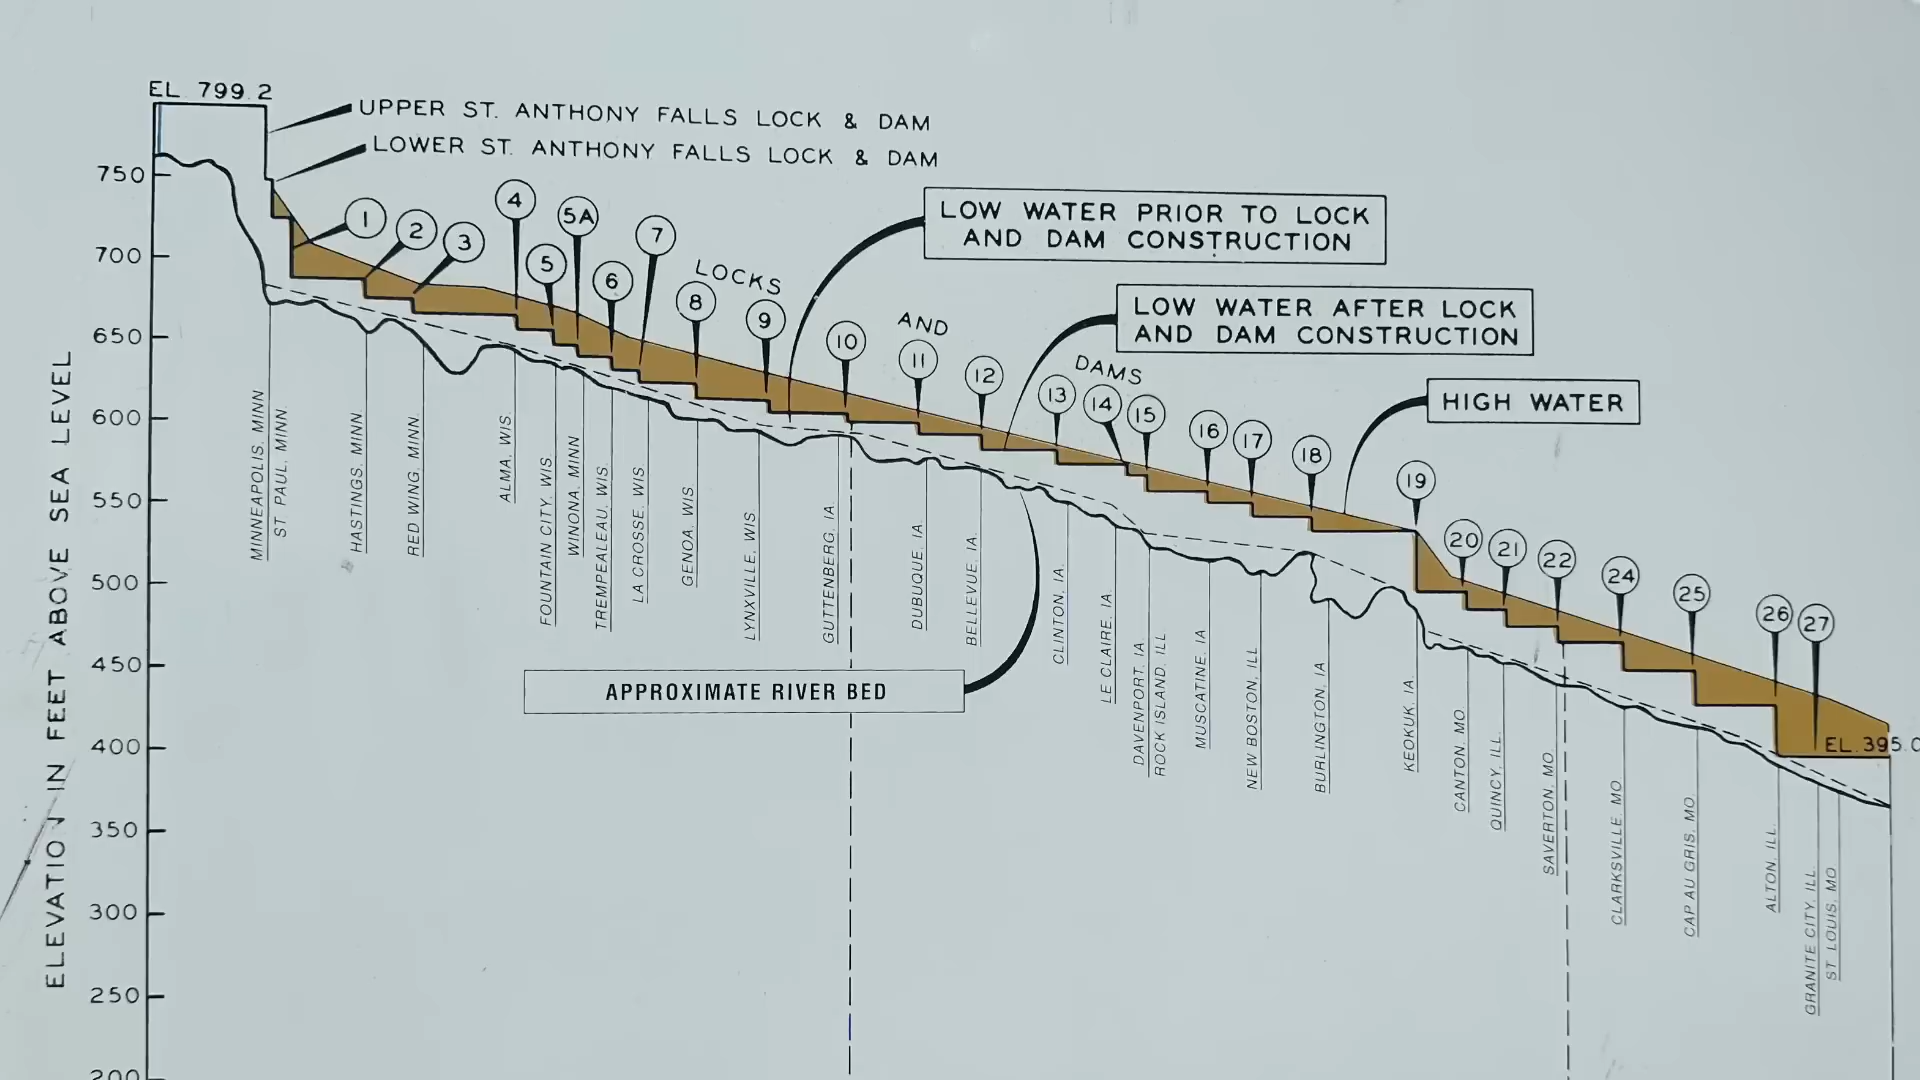 EL. 799.2
UPPER ST. ANTHONY FALLS LOCK & DAM
LOWER ST. ANTHONY FALLS LOCK & DAM
ELEVATION IN FEET ABOVE SEA LEVEL
750
700
650
600
550
500
450
400
350
300
250
200
1
2
3
4
5
5A
6
7
8
9
10
11
12
13
14
15
16
17
18
19
20
21
22
24
25
26
27
LOCKS
AND
DAMS
LOW WATER PRIOR TO LOCK
AND DAM CONSTRUCTION
LOW WATER AFTER LOCK
AND DAM CONSTRUCTION
HIGH WATER
APPROXIMATE RIVER BED
EL. 395.0
MINNEAPOLIS, MINN
ST. PAUL, MINN.
HASTINGS, MINN.
RED WING, MINN.
ALMA, WIS.
FOUNTAIN CITY, WIS.
WINONA, MINN
TREMPEALEAU, WIS.
LA CROSSE, WIS
GENOA, WIS
LYNXVILLE, WIS
GUTTENBERG, IA.
DUBUQUE, IA.
BELLEVUE, IA.
CLINTON, IA.
LE CLAIRE, IA.
DAVENPORT, IA.
ROCK ISLAND, ILL
MUSCATINE, IA
NEW BOSTON, ILL
BURLINGTON, IA
KEOKUK, IA.
CANTON, MO.
QUINCY, ILL.
SAVERTON, MO.
CLARKSVILLE, MO
CAP AU GRIS, MO.
ALTON, ILL.
GRANITE CITY, ILL.
ST. LOUIS, MO